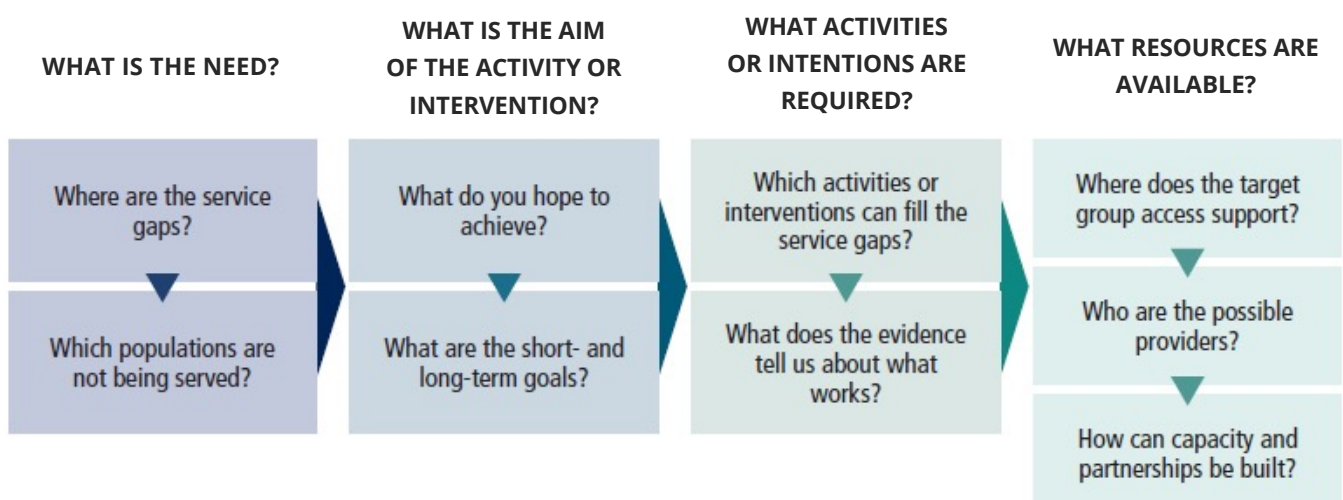 WHAT IS THE NEED?
Where are the service
gaps?
Which populations are
not being served?
WHAT IS THE AIM
OF THE ACTIVITY OR
INTERVENTION?
What do you hope to
achieve?
What are the short- and
long-term goals?
WHAT ACTIVITIES
OR INTENTIONS ARE
REQUIRED?
Which activities or
interventions can fill the
service gaps?
What does the evidence
tell us about what
works?
WHAT RESOURCES ARE
AVAILABLE?
Where does the target
group access support?
Who are the possible
providers?
How can capacity and
partnerships be built?